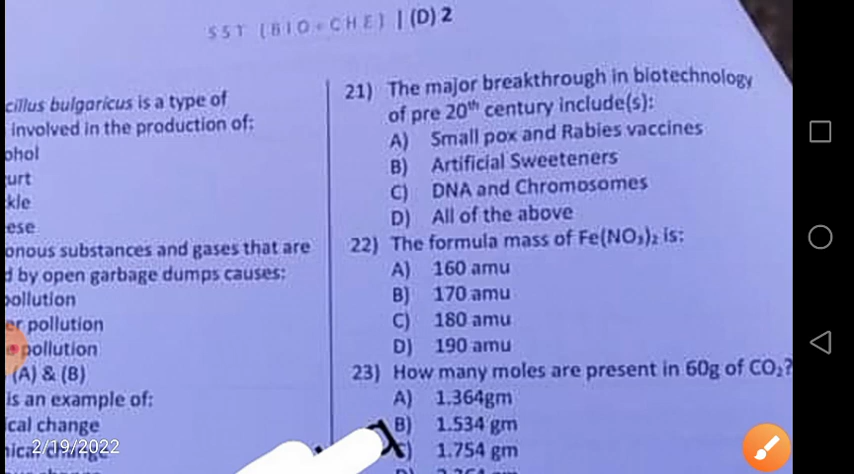 SST (BIO+CHE) | (D) 2
cillus bulgaricus is a type of
involved in the production of:
ohol
urt
kle
ese
onous substances and gases that are
d by open garbage dumps causes:
pollution
er pollution
pollution
(A) & (B)
is an example of:
ical change
2/19/2022
21) The major breakthrough in biotechnology
of pre 20th century include(s):
A) Small pox and Rabies vaccines
B) Artificial Sweeteners
C) DNA and Chromosomes
D) All of the above
22) The formula mass of Fe(NO₃)₂ is:
A) 160 amu
B) 170 amu
C) 180 amu
D) 190 amu
23) How many moles are present in 60g of CO₂?
A) 1.364gm
B) 1.534 gm
C) 1.754 gm